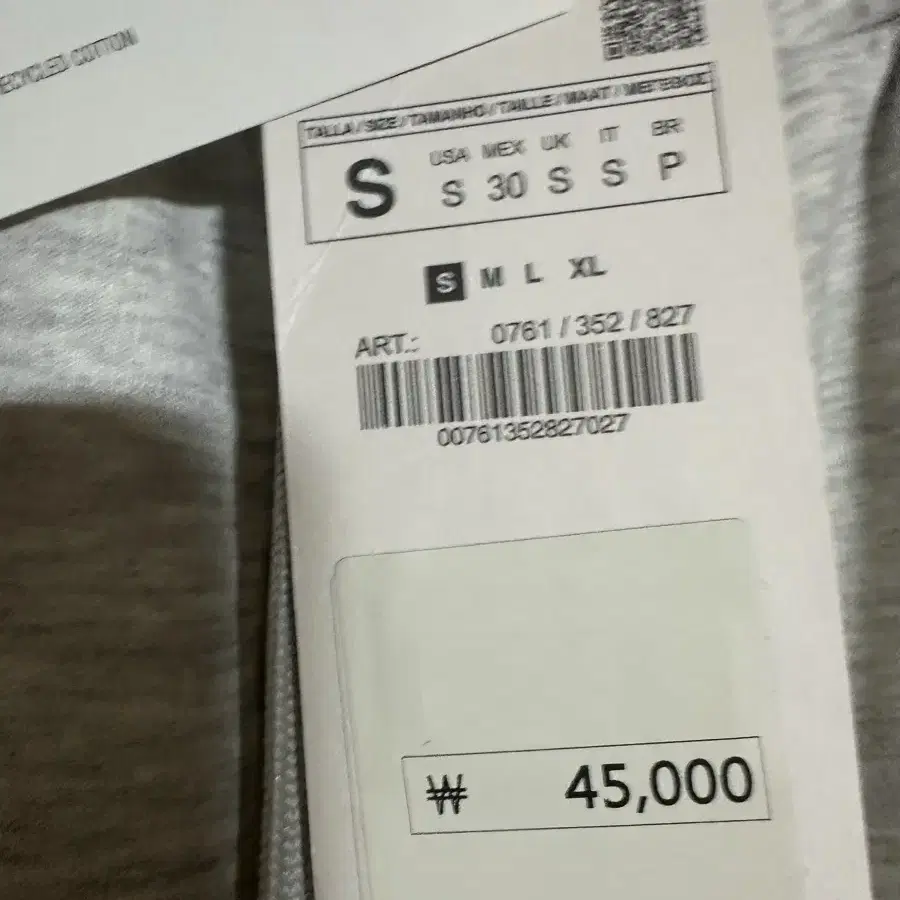 RECYCLED COTTON
TALLA / SIZE / TAMANHO / TAILLE / MAAT /
S
USA MEX UK IT BR
S 30 S S P
S M L XL
ART.: 0761 / 352 / 827
00761352827027
₩ 45,000